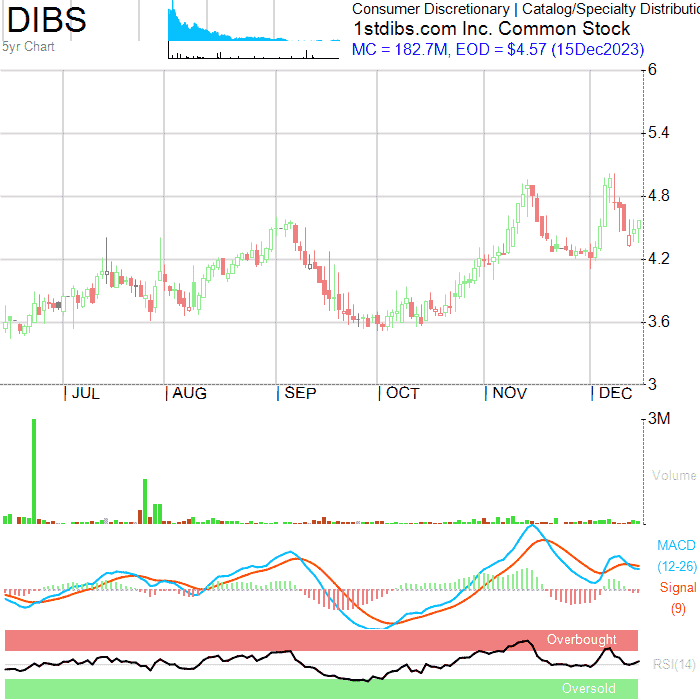 DIBS
5yr Chart
Consumer Discretionary | Catalog/Specialty Distributio
1stdibs.com Inc. Common Stock
MC = 182.7M, EOD = $4.57 (15Dec2023)
6
5.4
4.8
4.2
3.6
3
| JUL | AUG | SEP | OCT | NOV | DEC
3M
Volume
MACD
(12-26)
Signal
(9)
Overbought
RSI(14)
Oversold